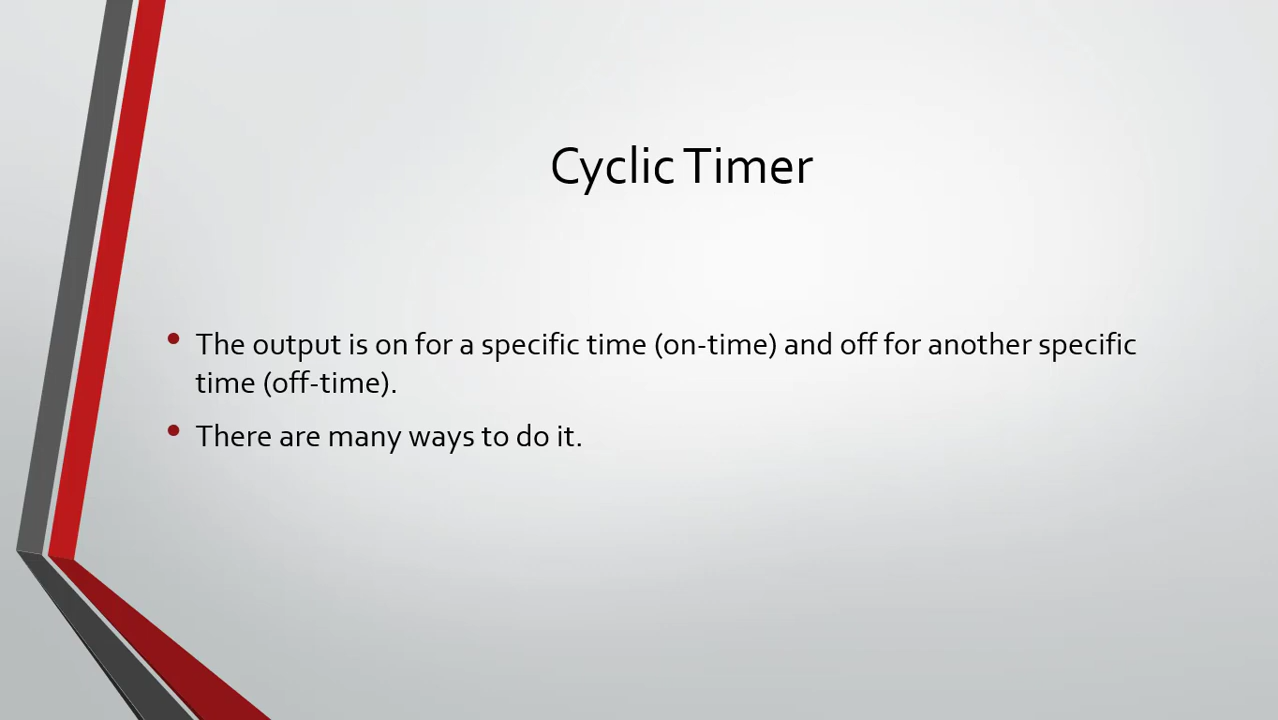 Cyclic Timer
• The output is on for a specific time (on-time) and off for another specific
time (off-time).
• There are many ways to do it.